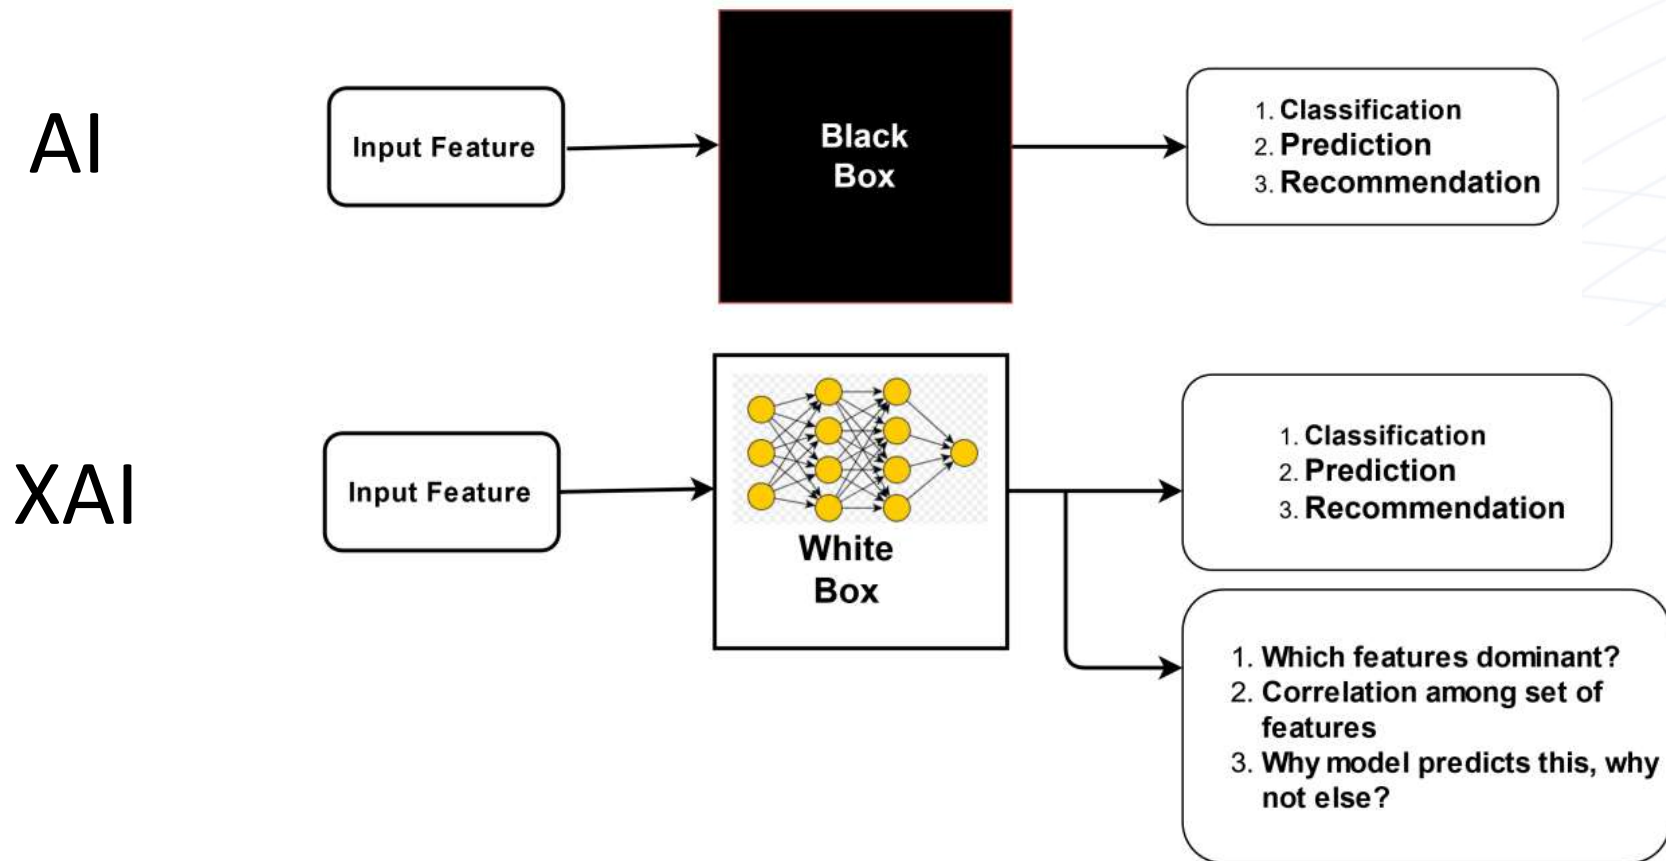 AI
Input Feature
Black
Box
1. Classification
2. Prediction
3. Recommendation
XAI
Input Feature
White
Box
1. Classification
2. Prediction
3. Recommendation
1. Which features dominant?
2. Correlation among set of
features
3. Why model predicts this, why
not else?